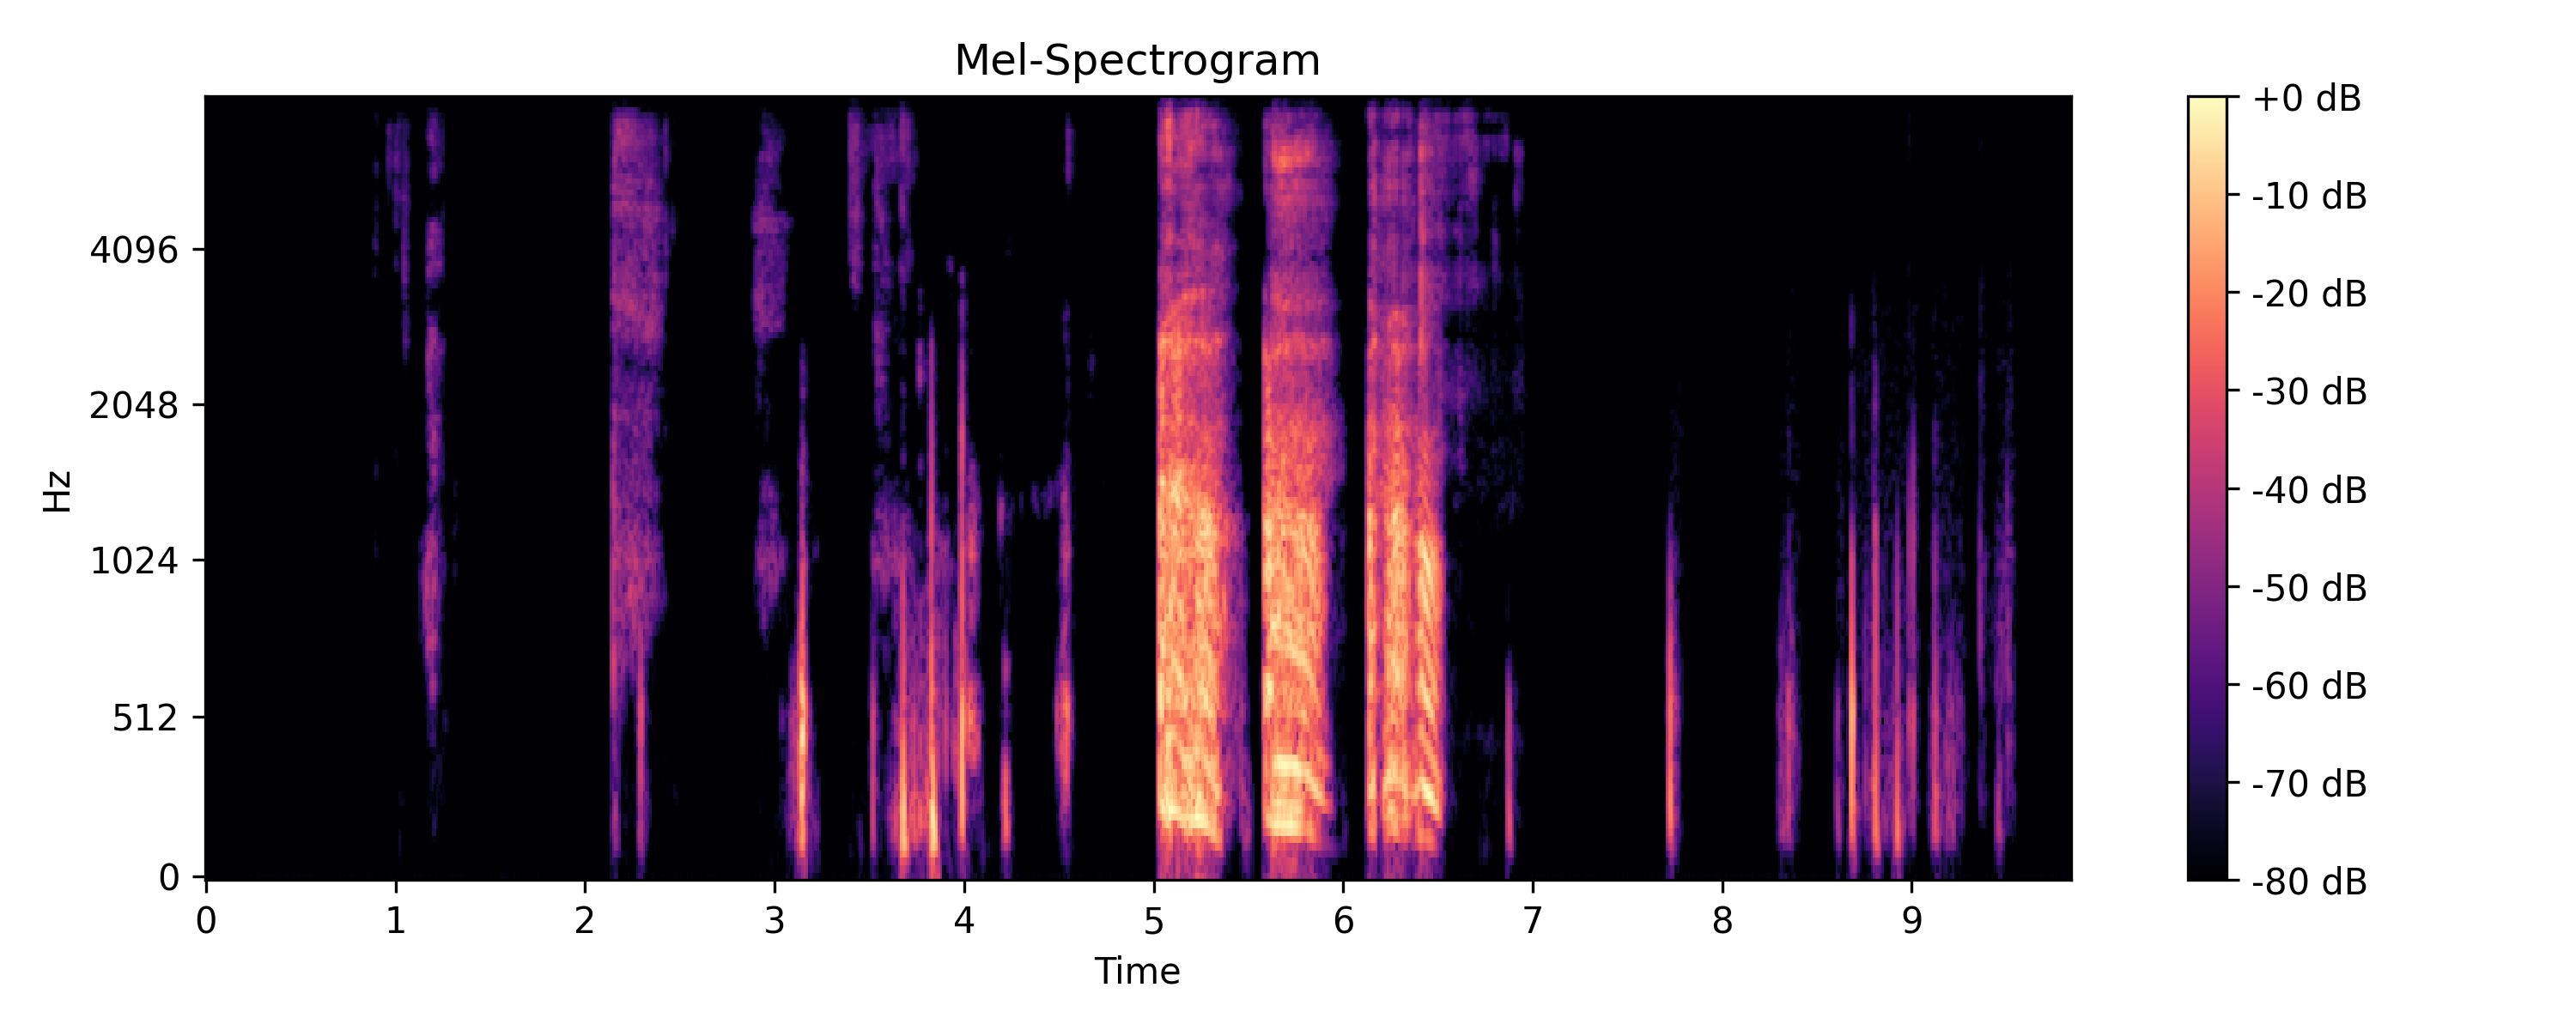 Mel-Spectrogram
+0 dB
-10 dB
-20 dB
-30 dB
-40 dB
-50 dB
-60 dB
-70 dB
-80 dB
Hz
4096
2048
1024
512
0
0 1 2 3 4 5 6 7 8 9
Time